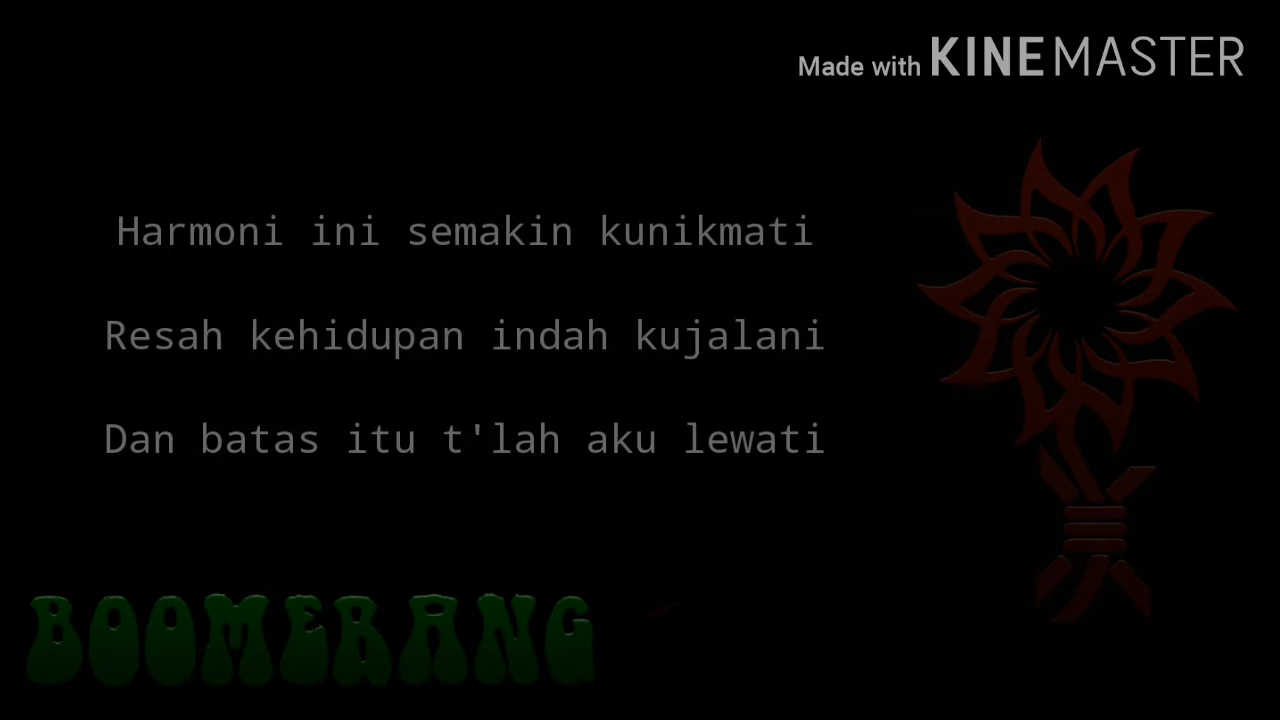 Made with KINEMASTER
Harmoni ini semakin kunikmati
Resah kehidupan indah kujalani
Dan batas itu t'lah aku lewati
BOOMERANG